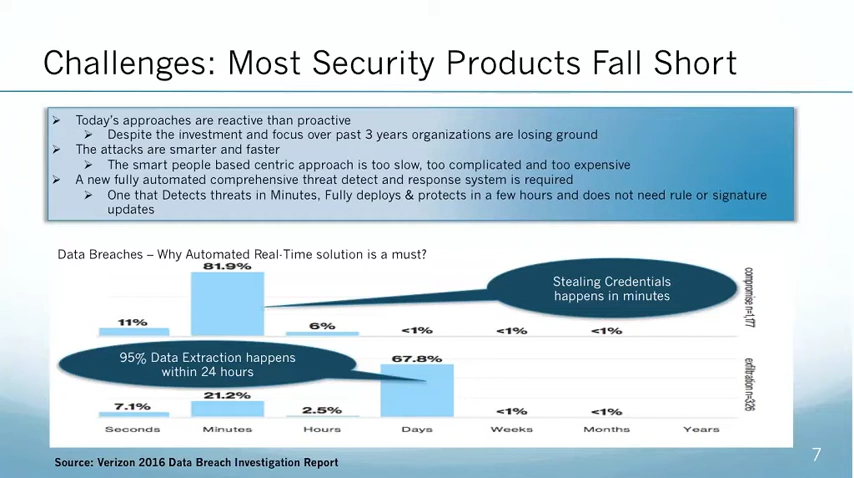 Challenges: Most Security Products Fall Short
➢ Today's approaches are reactive than proactive
➢ Despite the investment and focus over past 3 years organizations are losing ground
➢ The attacks are smarter and faster
➢ The smart people based centric approach is too slow, too complicated and too expensive
➢ A new fully automated comprehensive threat detect and response system is required
➢ One that Detects threats in Minutes, Fully deploys & protects in a few hours and does not need rule or signature
updates
Data Breaches – Why Automated Real-Time solution is a must?
81.9%
Stealing Credentials
happens in minutes
compromise n=1,177
11%
6%
<1%
<1%
<1%
95% Data Extraction happens
within 24 hours
67.8%
exfiltration n=326
7.1%
21.2%
2.5%
<1%
<1%
Seconds
Minutes
Hours
Days
Weeks
Months
Years
Source: Verizon 2016 Data Breach Investigation Report
7